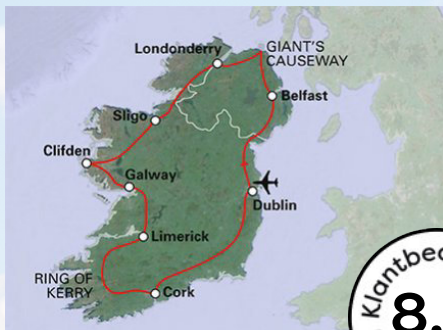 Londonderry
GIANT'S
CAUSEWAY
Belfast
Sligo
Clifden
Galway
Dublin
Limerick
RING OF
KERRY
Cork
8.